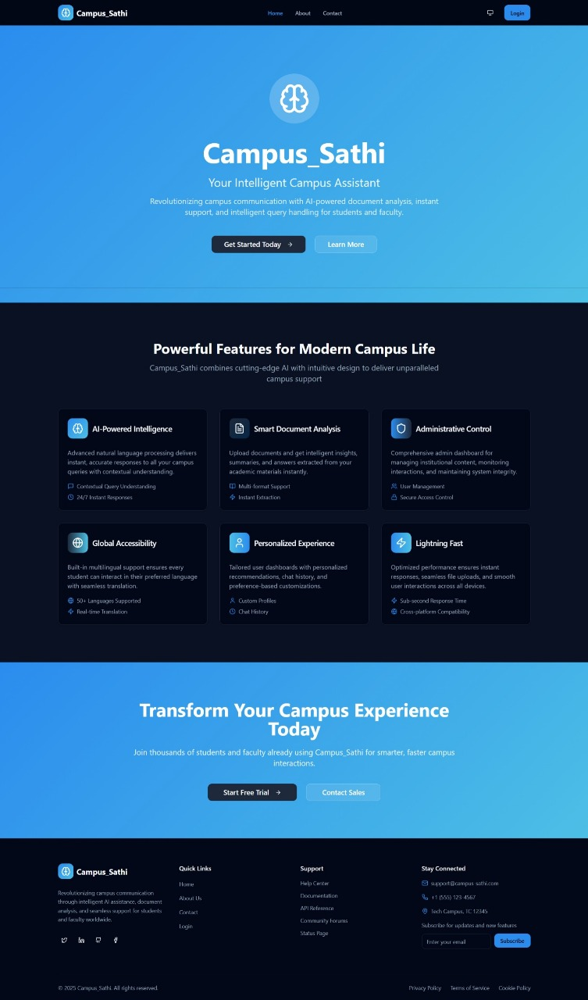 Campus_Sathi
Home About Contact
Login
Campus_Sathi
Your Intelligent Campus Assistant
Revolutionizing campus communication with AI-powered document analysis, instant
support, and intelligent query handling for students and faculty.
Get Started Today
Learn More
Powerful Features for Modern Campus Life
Campus_Sathi combines cutting-edge AI with intuitive design to deliver unparalleled
campus support
AI-Powered Intelligence
Advanced natural language processing delivers
instant, accurate responses to all your campus
queries with contextual understanding.
Contextual Query Understanding
24/7 Instant Responses
Smart Document Analysis
Upload documents and get intelligent insights,
summaries, and answers extracted from your
academic materials instantly.
Multi-format Support
Instant Extraction
Administrative Control
Comprehensive admin dashboard for
managing institutional content, monitoring
interactions, and maintaining system integrity.
User Management
Secure Access Control
Global Accessibility
Built-in multilingual support ensures every
student can interact in their preferred language
with seamless translation.
50+ Languages Supported
Real-time Translation
Personalized Experience
Tailored user dashboards with personalized
recommendations, chat history, and
preference-based customizations.
Custom Profiles
Chat History
Lightning Fast
Optimized performance ensures instant
responses, seamless file uploads, and smooth
user interactions across all devices.
Sub-second Response Time
Cross-platform Compatibility
Transform Your Campus Experience
Today
Join thousands of students and faculty already using Campus_Sathi for smarter, faster campus
interactions.
Start Free Trial
Contact Sales
Campus_Sathi
Revolutionizing campus communication
through intelligent AI assistance, document
analysis, and seamless support for students
and faculty worldwide.
Quick Links
Home
About Us
Contact
Login
Support
Help Center
Documentation
API Reference
Community Forums
Status Page
Stay Connected
support@campus-sathi.com
+1 (555) 123-4567
Tech Campus, TC 12345
Subscribe for updates and new features
Enter your email
Subscribe
© 2025 Campus_Sathi. All rights reserved.
Privacy Policy Terms of Service Cookie Policy